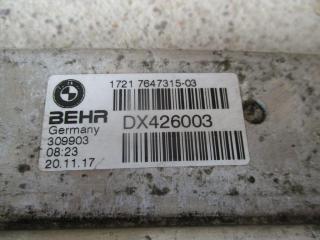 1721 7647315-03
BEHR
Germany
309903
08:23
20.11.17
DX426003